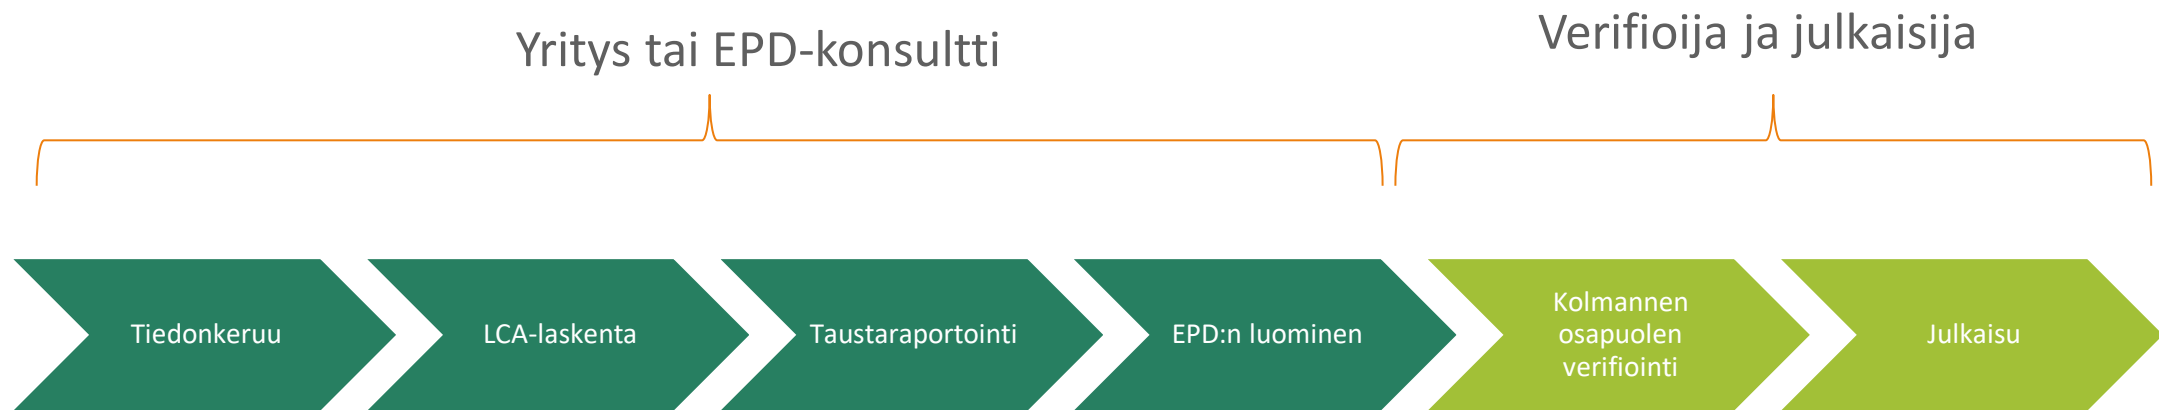 Yritys tai EPD-konsultti
Verifioija ja julkaisija
Tiedonkeruu
LCA-laskenta
Taustaraportointi
EPD:n luominen
Kolmannen
osapuolen
verifiointi
Julkaisu